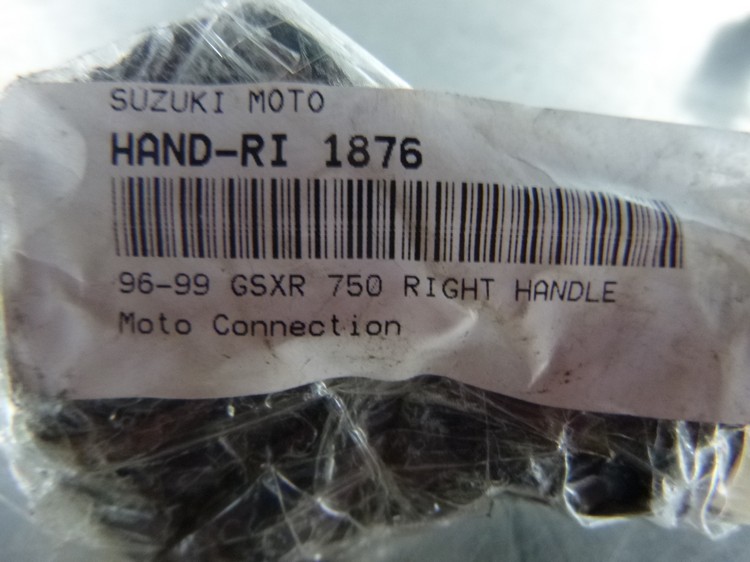 SUZUKI MOTO
HAND-RI 1876
96-99 GSXR 750 RIGHT HANDLE
Moto Connection